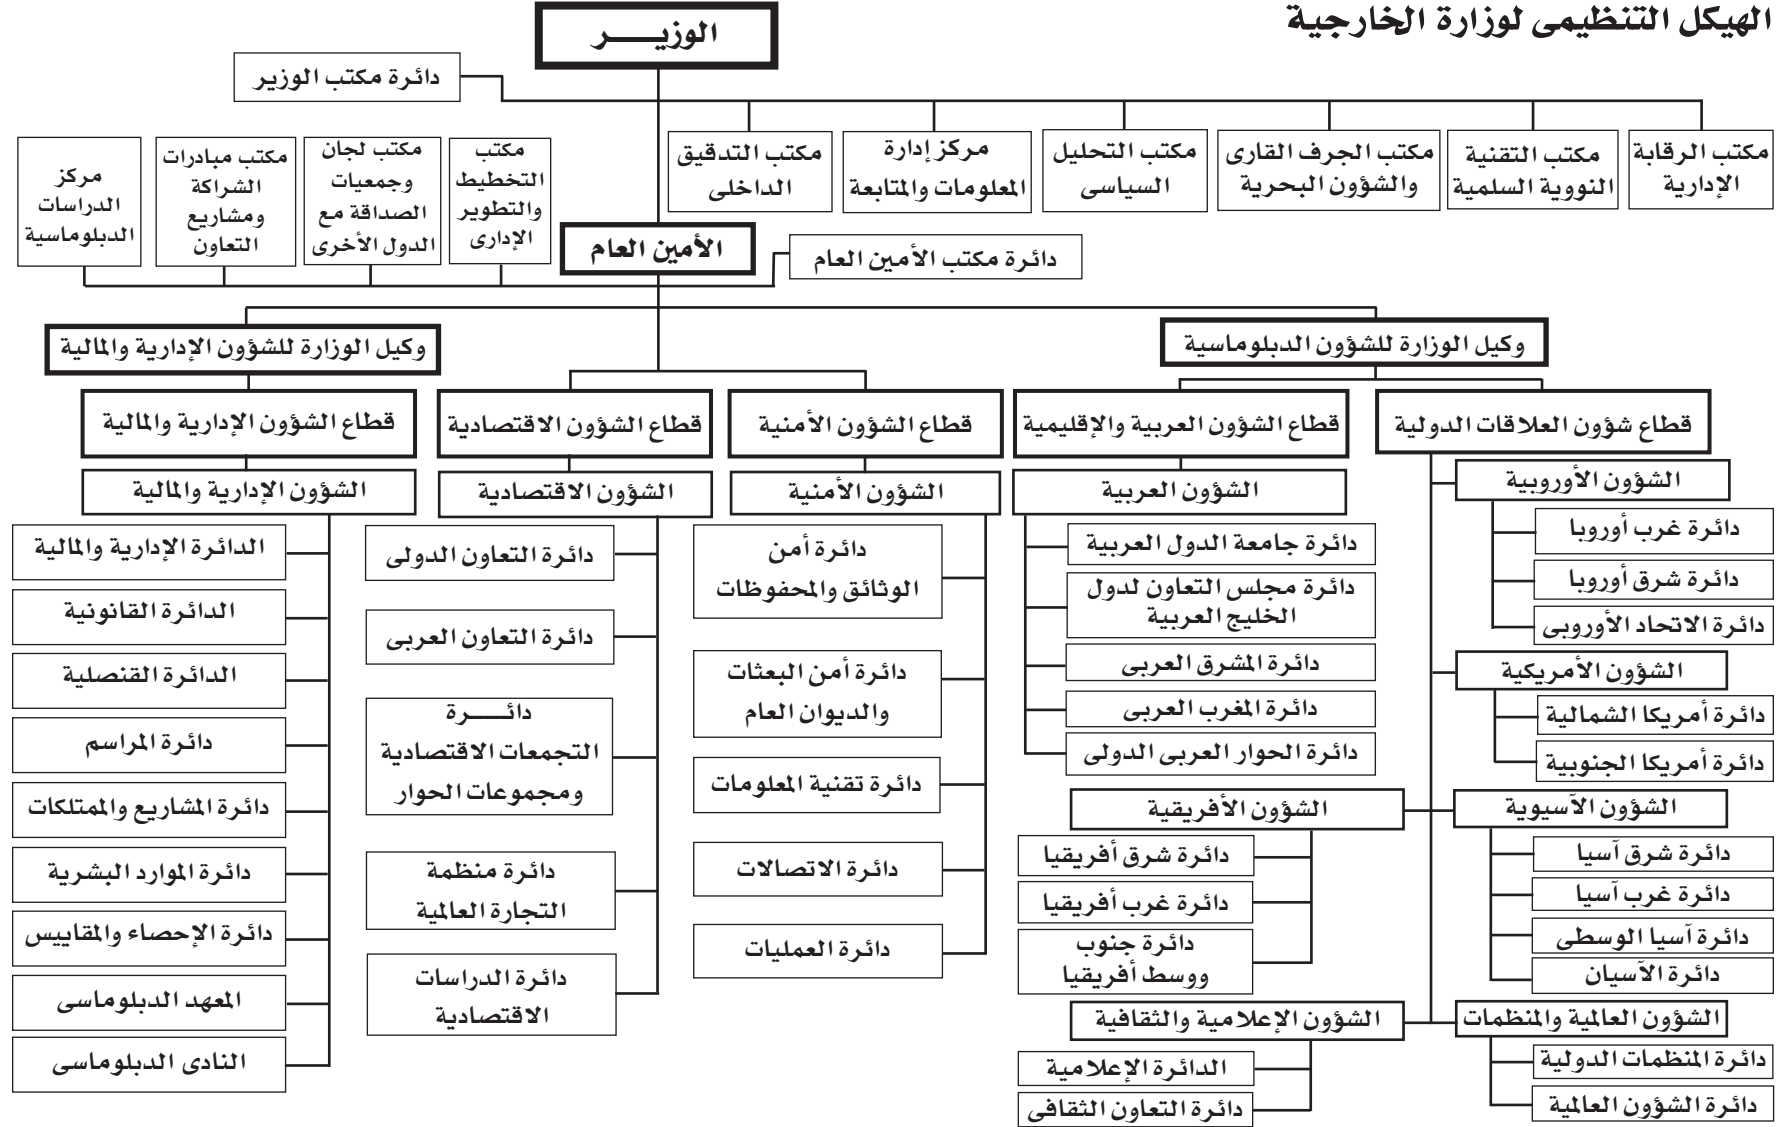 الهيكل التنظيمى لوزارة الخارجية
الوزيـــــر
دائرة مكتب الوزير
مكتب الرقابة
الإدارية
مكتب التقنية
النووية السلمية
مكتب الجرف القارى
والشؤون البحرية
مكتب التحليل
السياسى
مركز إدارة
المعلومات والمتابعة
مكتب التدقيق
الداخلى
مكتب
التخطيط
والتطوير
الإدارى
مكتب لجان
وجمعيات
الصداقة مع
الدول الأخرى
مكتب مبادرات
الشراكة
ومشاريع
التعاون
مركز
الدراسات
الدبلوماسية
الأمين العام
دائرة مكتب الأمين العام
وكيل الوزارة للشؤون الدبلوماسية
وكيل الوزارة للشؤون الإدارية والمالية
قطاع شؤون العلاقات الدولية
قطاع الشؤون العربية والإقليمية
قطاع الشؤون الأمنية
قطاع الشؤون الاقتصادية
قطاع الشؤون الإدارية والمالية
الشؤون الأوروبية
دائرة غرب أوروبا
دائرة شرق أوروبا
دائرة الاتحاد الأوروبى
الشؤون الأمريكية
دائرة أمريكا الشمالية
دائرة أمريكا الجنوبية
الشؤون الآسيوية
دائرة شرق آسيا
دائرة غرب آسيا
دائرة آسيا الوسطى
دائرة الآسيان
الشؤون العالمية والمنظمات
دائرة المنظمات الدولية
دائرة الشؤون العالمية
الشؤون العربية
دائرة جامعة الدول العربية
دائرة مجلس التعاون لدول
الخليج العربية
دائرة المشرق العربى
دائرة المغرب العربى
دائرة الحوار العربى الدولى
الشؤون الأفريقية
دائرة شرق أفريقيا
دائرة غرب أفريقيا
دائرة جنوب
ووسط أفريقيا
الشؤون الإعلامية والثقافية
الدائرة الإعلامية
دائرة التعاون الثقافى
الشؤون الأمنية
دائرة أمن
الوثائق والمحفوظات
دائرة أمن البعثات
والديوان العام
دائرة تقنية المعلومات
دائرة الاتصالات
دائرة العمليات
الشؤون الاقتصادية
دائرة التعاون الدولى
دائرة التعاون العربى
دائـــــرة
التجمعات الاقتصادية
ومجموعات الحوار
دائرة منظمة
التجارة العالمية
دائرة الدراسات
الاقتصادية
الشؤون الإدارية والمالية
الدائرة الإدارية والمالية
الدائرة القانونية
الدائرة القنصلية
دائرة المراسم
دائرة المشاريع والممتلكات
دائرة الموارد البشرية
دائرة الإحصاء والمقاييس
المعهد الدبلوماسى
النادى الدبلوماسى